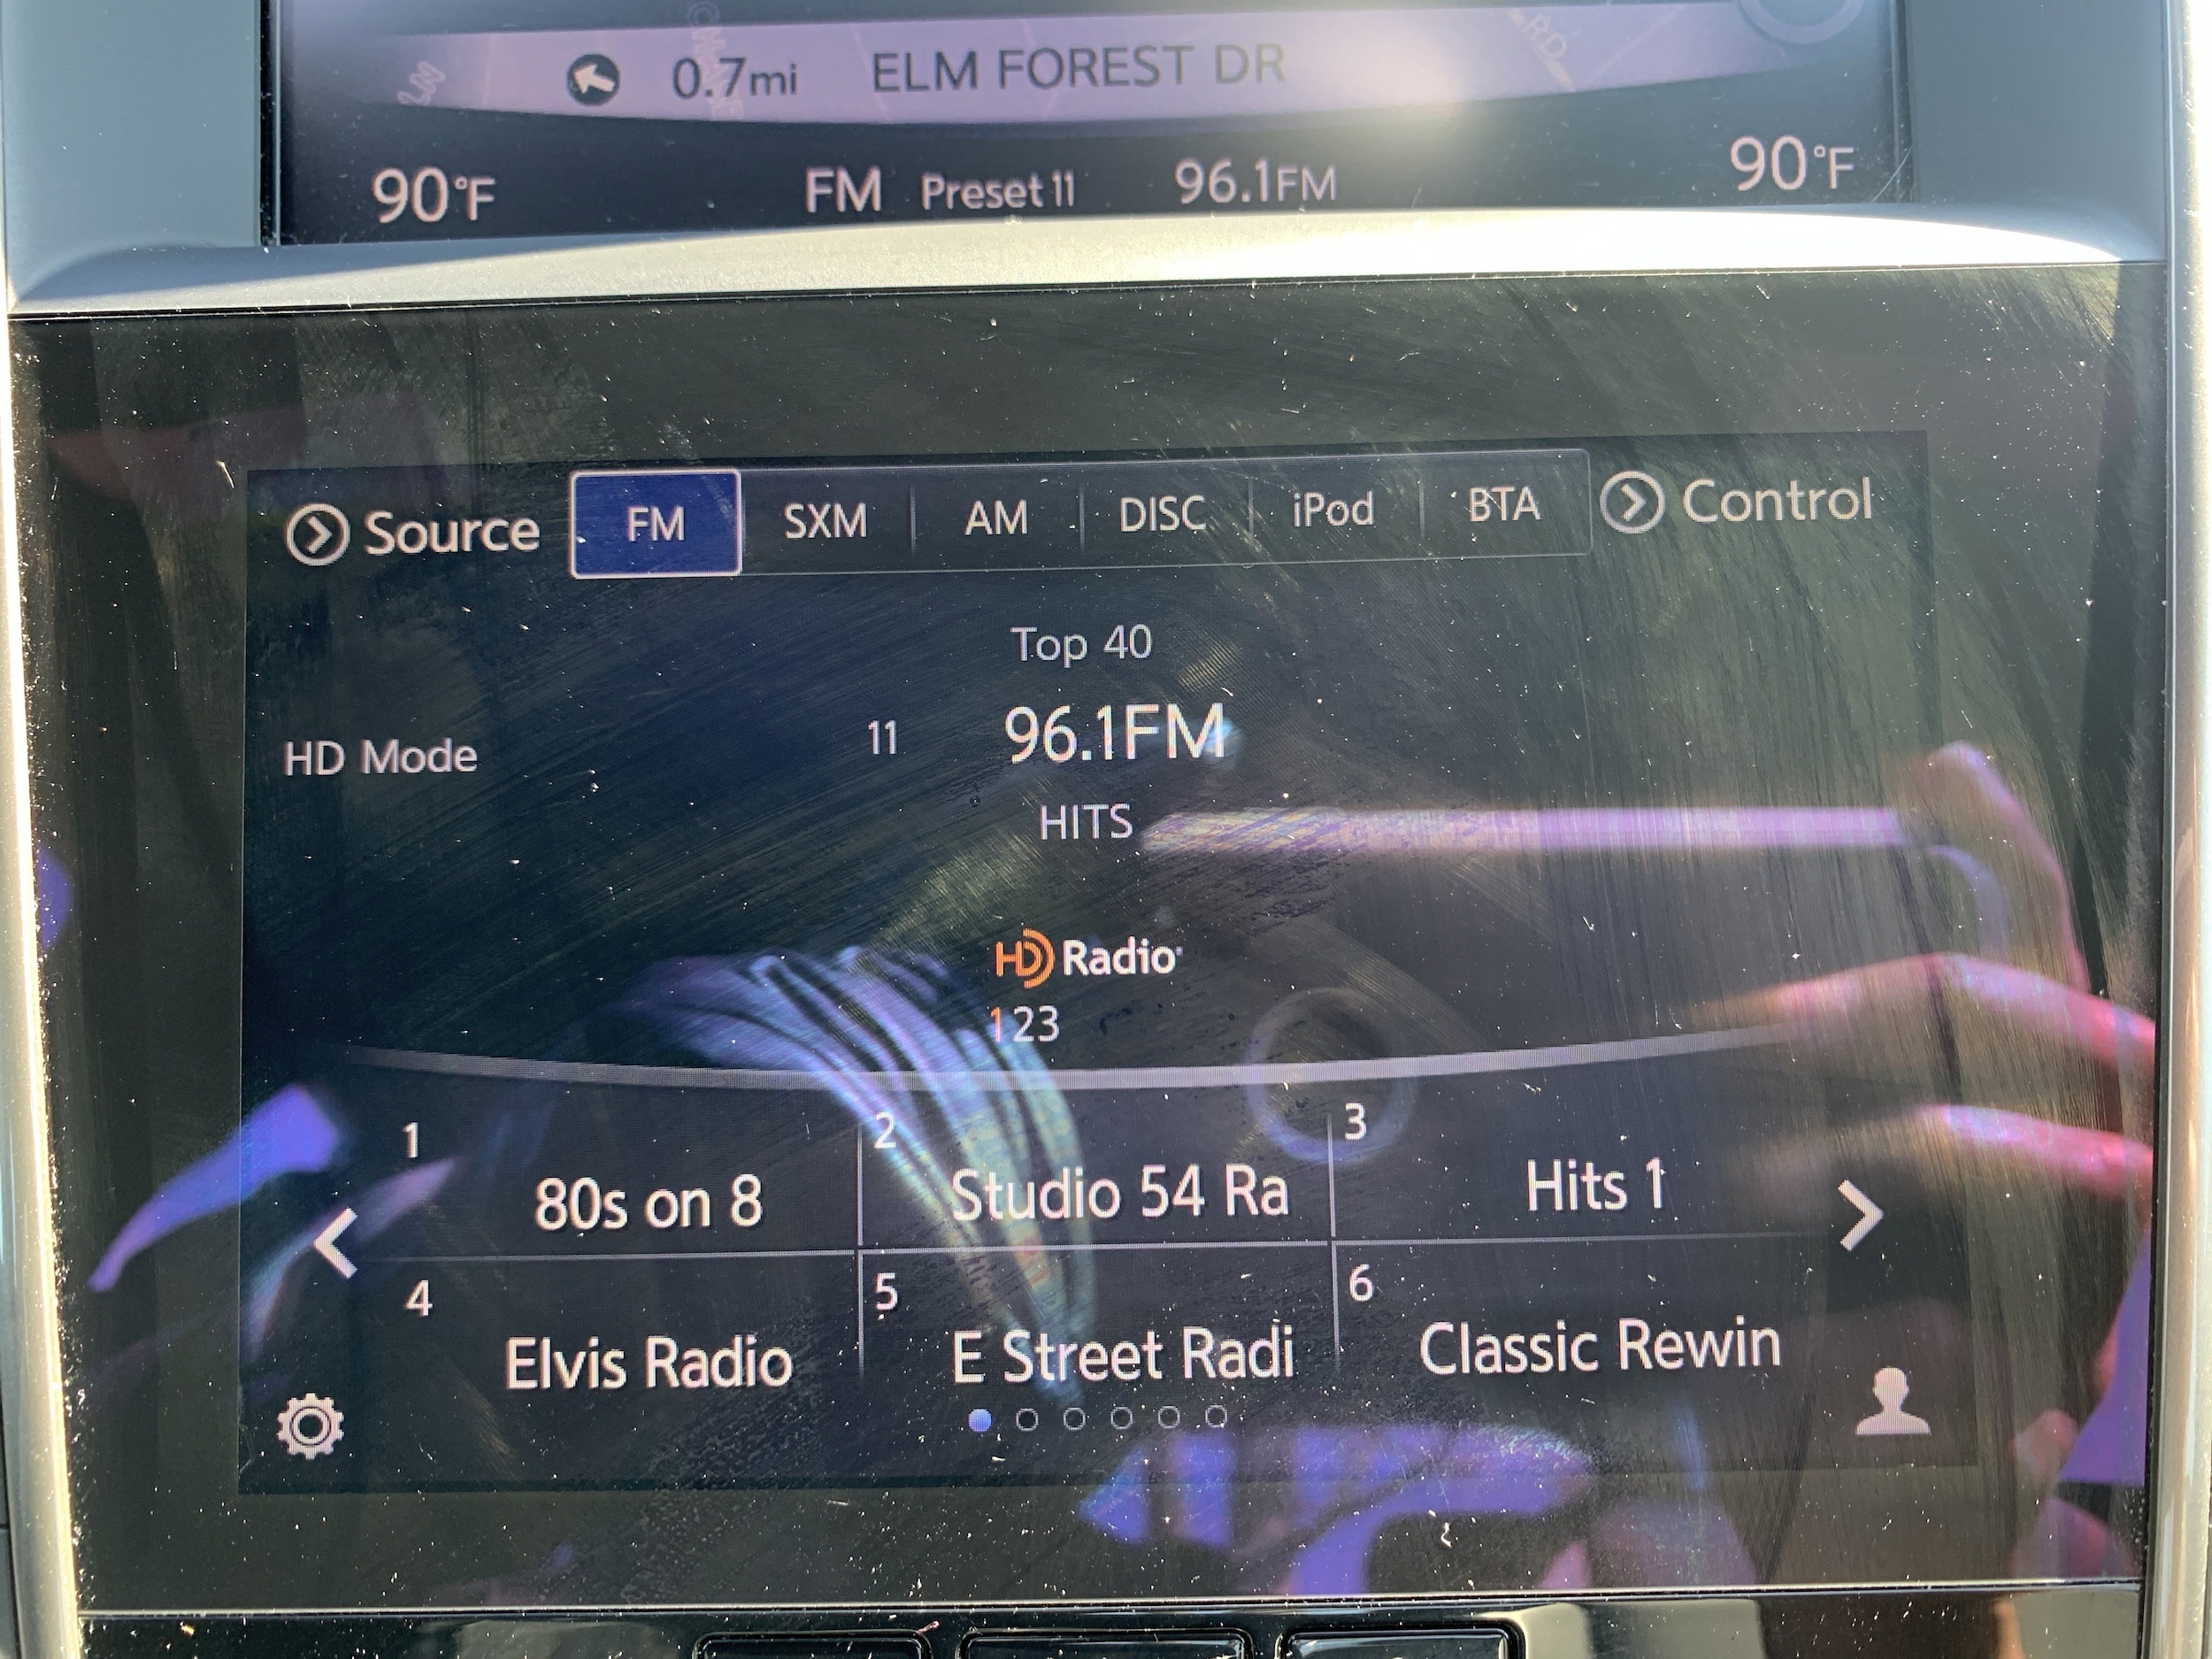 0.7mi ELM FOREST DR
RD
LN
90°F FM Preset 11 96.1FM 90°F
Source FM SXM AM DISC iPod BTA Control
Top 40
HD Mode 11 96.1FM
HITS
HD Radio
123
1 80s on 8
2 Studio 54 Ra
3 Hits 1
4 Elvis Radio
5 E Street Radi
6 Classic Rewin